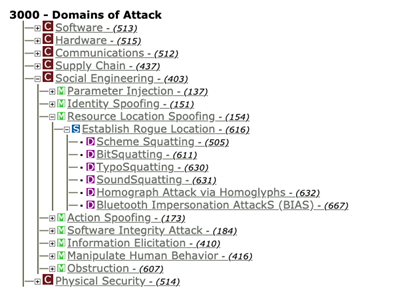 3000 - Domains of Attack
C Software - (513)
C Hardware - (515)
C Communications - (512)
C Supply Chain - (437)
C Social Engineering - (403)
M Parameter Injection - (137)
M Identity Spoofing - (151)
M Resource Location Spoofing - (154)
S Establish Rogue Location - (616)
D Scheme Squatting - (505)
D BitSquatting - (611)
D TypoSquatting - (630)
D SoundSquatting - (631)
D Homograph Attack via Homoglyphs - (632)
D Bluetooth Impersonation AttackS (BIAS) - (667)
M Action Spoofing - (173)
M Software Integrity Attack - (184)
M Information Elicitation - (410)
M Manipulate Human Behavior - (416)
M Obstruction - (607)
C Physical Security - (514)